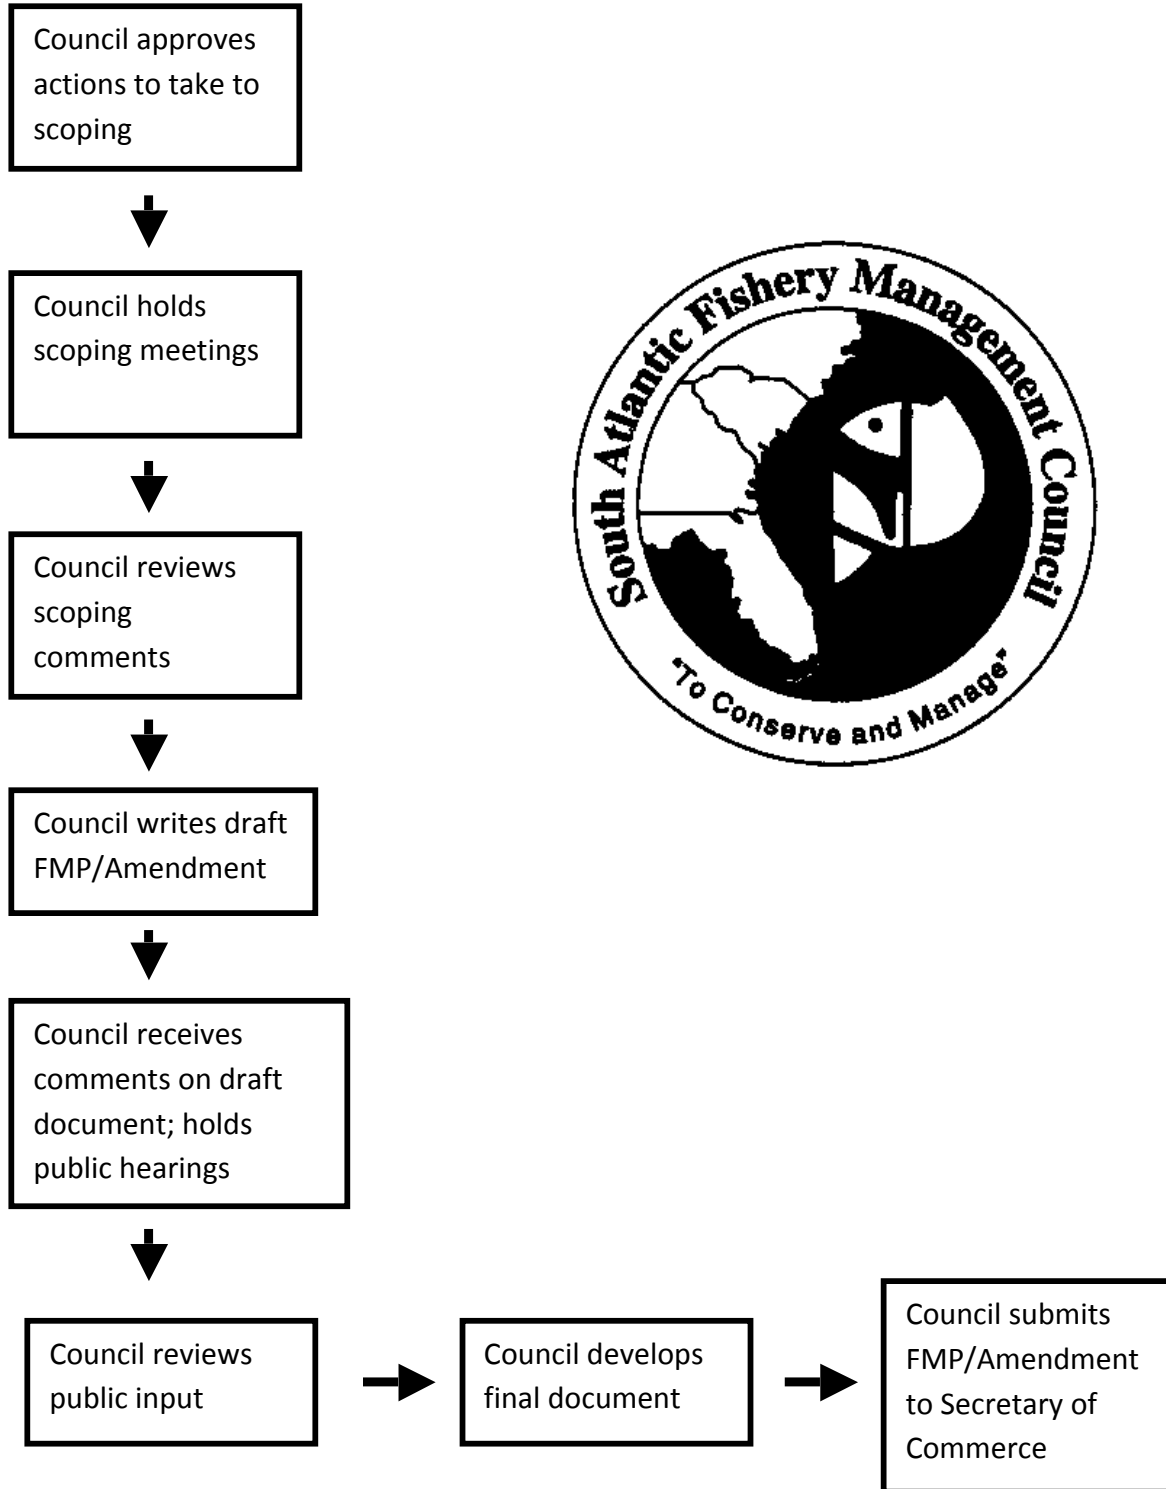 Council approves
actions to take to
scoping
Council holds
scoping meetings
Council reviews
scoping
comments
Council writes draft
FMP/Amendment
Council receives
comments on draft
document; holds
public hearings
Council reviews
public input
Council develops
final document
Council submits
FMP/Amendment
to Secretary of
Commerce
South Atlantic Fishery Management Council
"To Conserve and Manage"